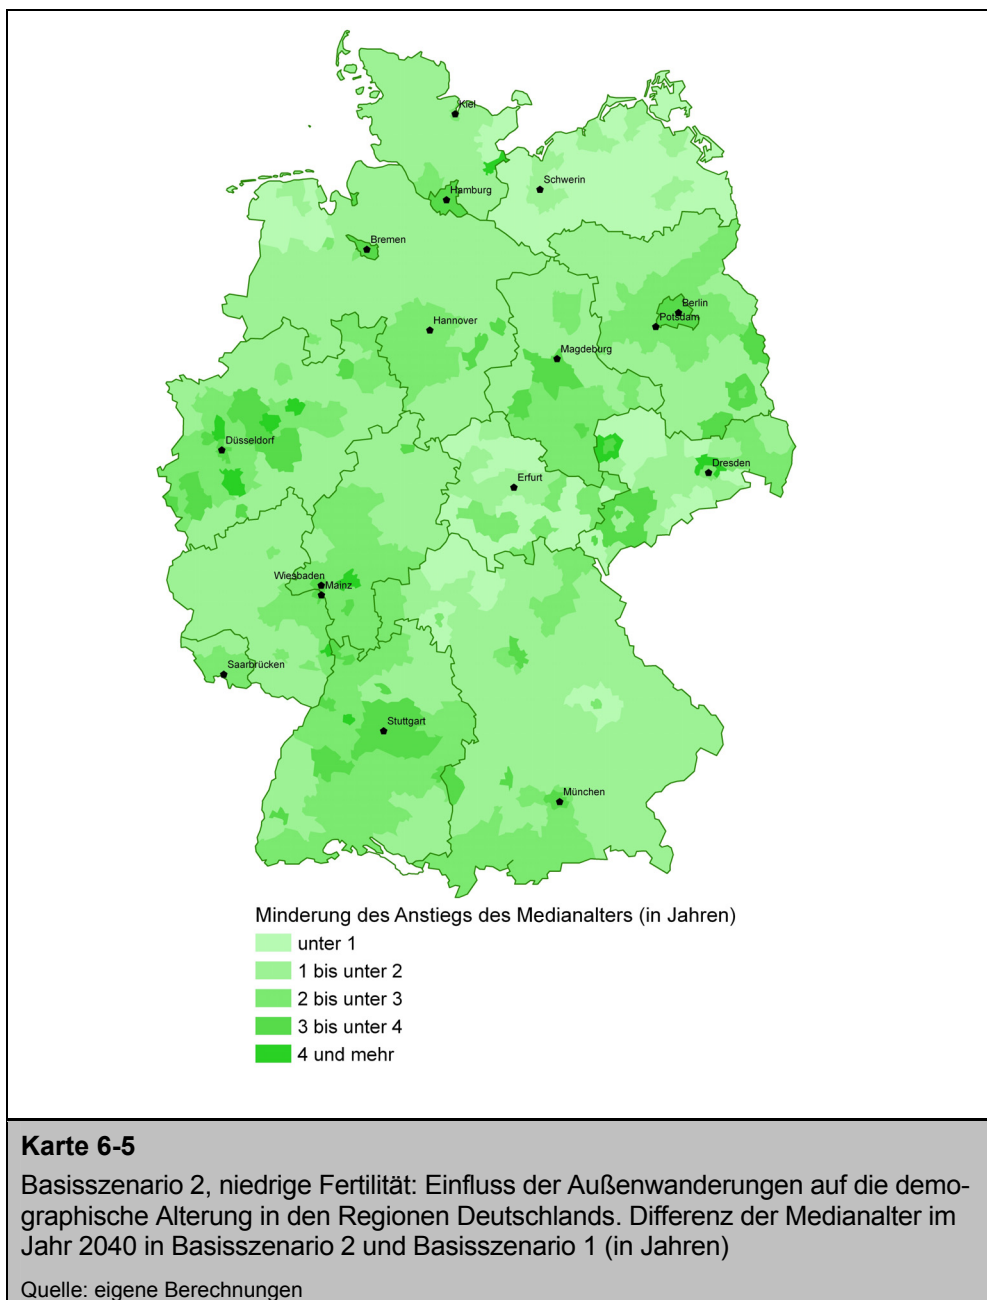 Kiel
Schwerin
Hamburg
Bremen
Berlin
Potsdam
Hannover
Magdeburg
Düsseldorf
Dresden
Erfurt
Wiesbaden
Mainz
Saarbrücken
Stuttgart
München
Minderung des Anstiegs des Medianalters (in Jahren)
unter 1
1 bis unter 2
2 bis unter 3
3 bis unter 4
4 und mehr
Karte 6-5
Basisszenario 2, niedrige Fertilität: Einfluss der Außenwanderungen auf die demo-
graphische Alterung in den Regionen Deutschlands. Differenz der Medianalter im
Jahr 2040 in Basisszenario 2 und Basisszenario 1 (in Jahren)
Quelle: eigene Berechnungen